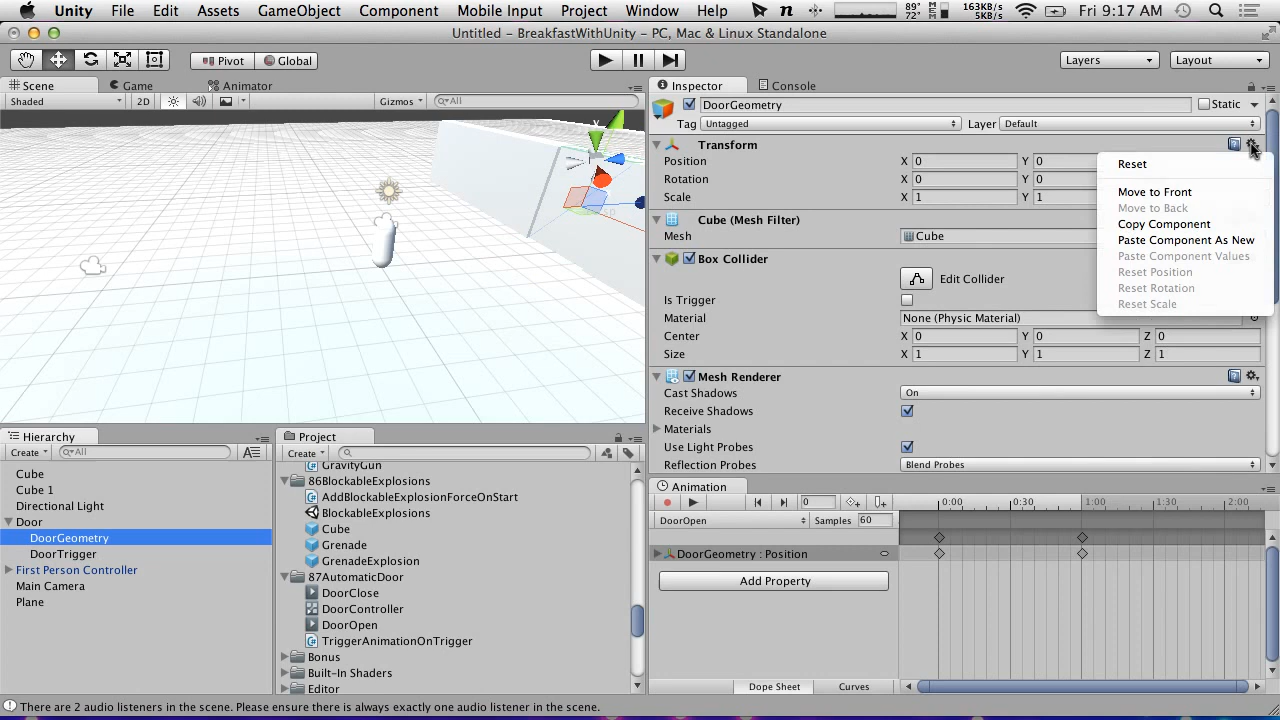 Unity File Edit Assets GameObject Component Mobile Input Project Window Help 89° 72° MEM 163KB/s 5KB/s Fri 9:17 AM
Untitled - BreakfastWithUnity - PC, Mac & Linux Standalone
Pivot Global Layers Layout
Scene Game Animator
Shaded 2D Gizmos All
Inspector Console
DoorGeometry Static
Tag Untagged Layer Default
Transform
Position X 0 Y 0
Rotation X 0 Y 0
Scale X 1 Y 1
Reset
Move to Front
Move to Back
Copy Component
Paste Component As New
Paste Component Values
Reset Position
Reset Rotation
Reset Scale
Cube (Mesh Filter)
Mesh Cube
Box Collider
Edit Collider
Is Trigger
Material None (Physic Material)
Center X 0 Y 0 Z 0
Size X 1 Y 1 Z 1
Mesh Renderer
Cast Shadows On
Receive Shadows
Materials
Use Light Probes
Reflection Probes Blend Probes
Hierarchy
Create All
Cube
Cube 1
Directional Light
Door
DoorGeometry
DoorTrigger
First Person Controller
Main Camera
Plane
Project
Create
GravityGun
86BlockableExplosions
AddBlockableExplosionForceOnStart
BlockableExplosions
Cube
Grenade
GrenadeExplosion
87AutomaticDoor
DoorClose
DoorController
DoorOpen
TriggerAnimationOnTrigger
Bonus
Built-In Shaders
Editor
Animation
0 0:00 0:30 1:00 1:30 2:00
DoorOpen Samples 60
DoorGeometry : Position
Add Property
Dope Sheet Curves
There are 2 audio listeners in the scene. Please ensure there is always exactly one audio listener in the scene.